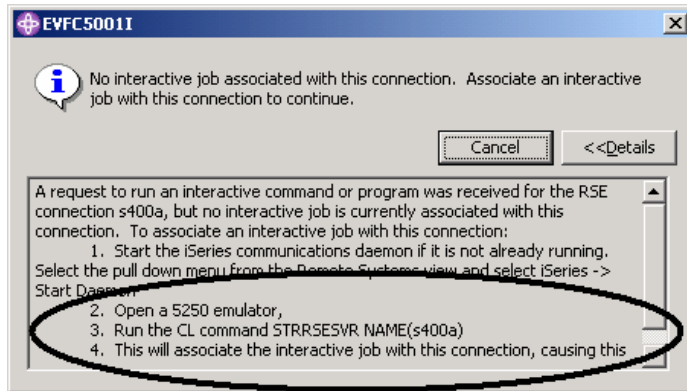 EVFC5001I
No interactive job associated with this connection. Associate an interactive
job with this connection to continue.
Cancel
<<Details
A request to run an interactive command or program was received for the RSE
connection s400a, but no interactive job is currently associated with this
connection. To associate an interactive job with this connection:
1. Start the iSeries communications daemon if it is not already running.
Select the pull down menu from the Remote Systems view and select iSeries ->
Start Daemon
2. Open a 5250 emulator,
3. Run the CL command STRRSESVR NAME(s400a)
4. This will associate the interactive job with this connection, causing this